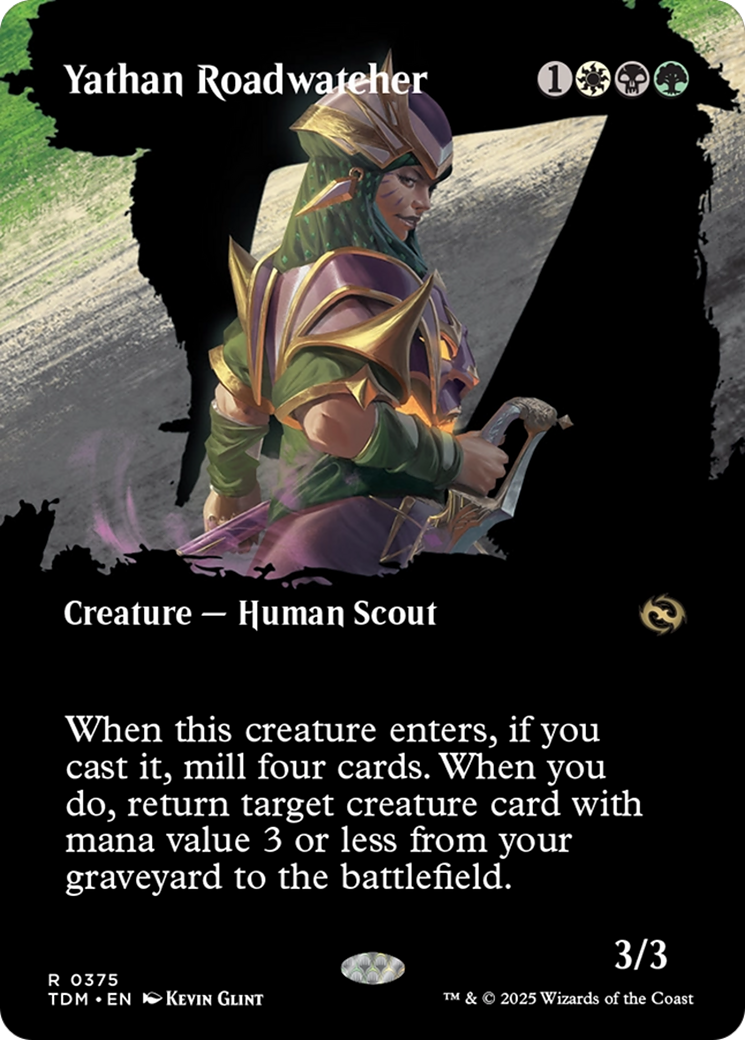 Yathan Roadwatcher 1
Creature — Human Scout
When this creature enters, if you
cast it, mill four cards. When you
do, return target creature card with
mana value 3 or less from your
graveyard to the battlefield.
3/3
R 0375
TDM • EN Kevin Glint
™ & © 2025 Wizards of the Coast